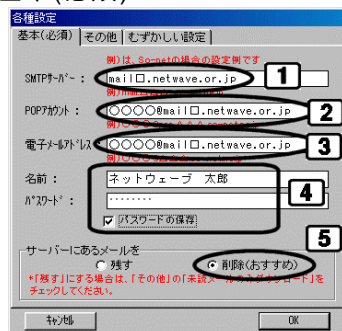 各種設定
基本(必須) その他 むずかしい設定
例)は、So-netの場合の設定例です
SMTPｻｰﾊﾞｰ： mail□.netwave.or.jp 1
POPｱｶｳﾝﾄ： ○○○○@mail□.netwave.or.jp 2
電子ﾒｰﾙｱﾄﾞﾚｽ ○○○○@mail□.netwave.or.jp 3
名前： ネットウェーブ 太郎
ﾊﾟｽﾜｰﾄﾞ： ........ 4
パスワードの保存
5
サーバーにあるメールを
残す 削除(おすすめ)
*「残す」にする場合は、「その他」の「未読メールのみダウンロード」を
チェックしてください。
ｷｬﾝｾﾙ OK